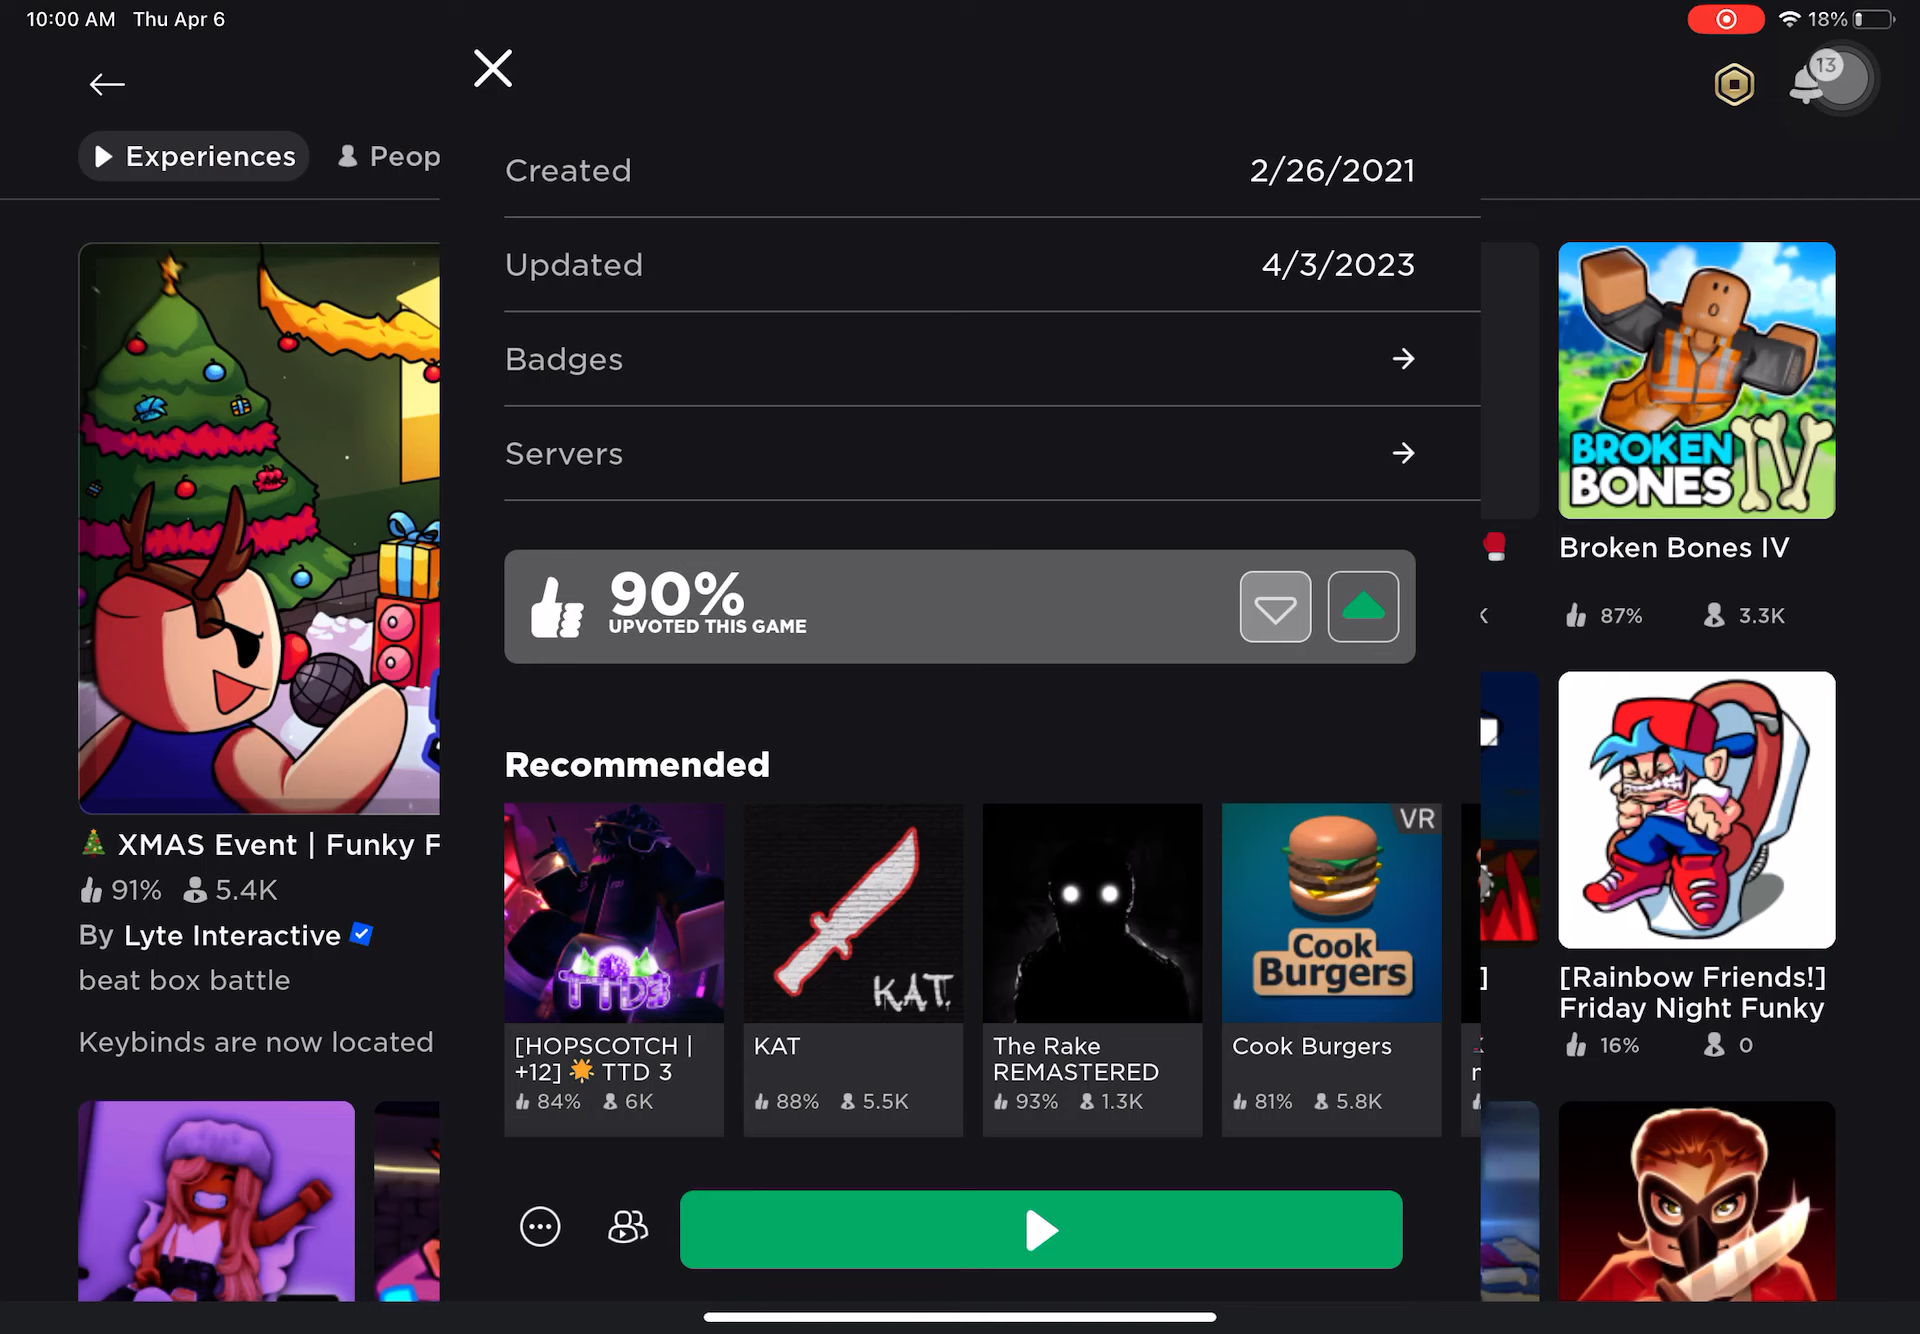 10:00 AM Thu Apr 6
18%
13
Experiences
Peop
Created
2/26/2021
Updated
4/3/2023
Badges
Servers
90%
UPVOTED THIS GAME
BROKEN
BONES IV
Broken Bones IV
87% 3.3K
XMAS Event | Funky F
91% 5.4K
By Lyte Interactive
beat box battle
Keybinds are now located
Recommended
TTD3
[HOPSCOTCH |
+12] TTD 3
84% 6K
KAT.
KAT
88% 5.5K
The Rake
REMASTERED
93% 1.3K
VR
Cook
Burgers
Cook Burgers
81% 5.8K
[Rainbow Friends!]
Friday Night Funky
16% 0